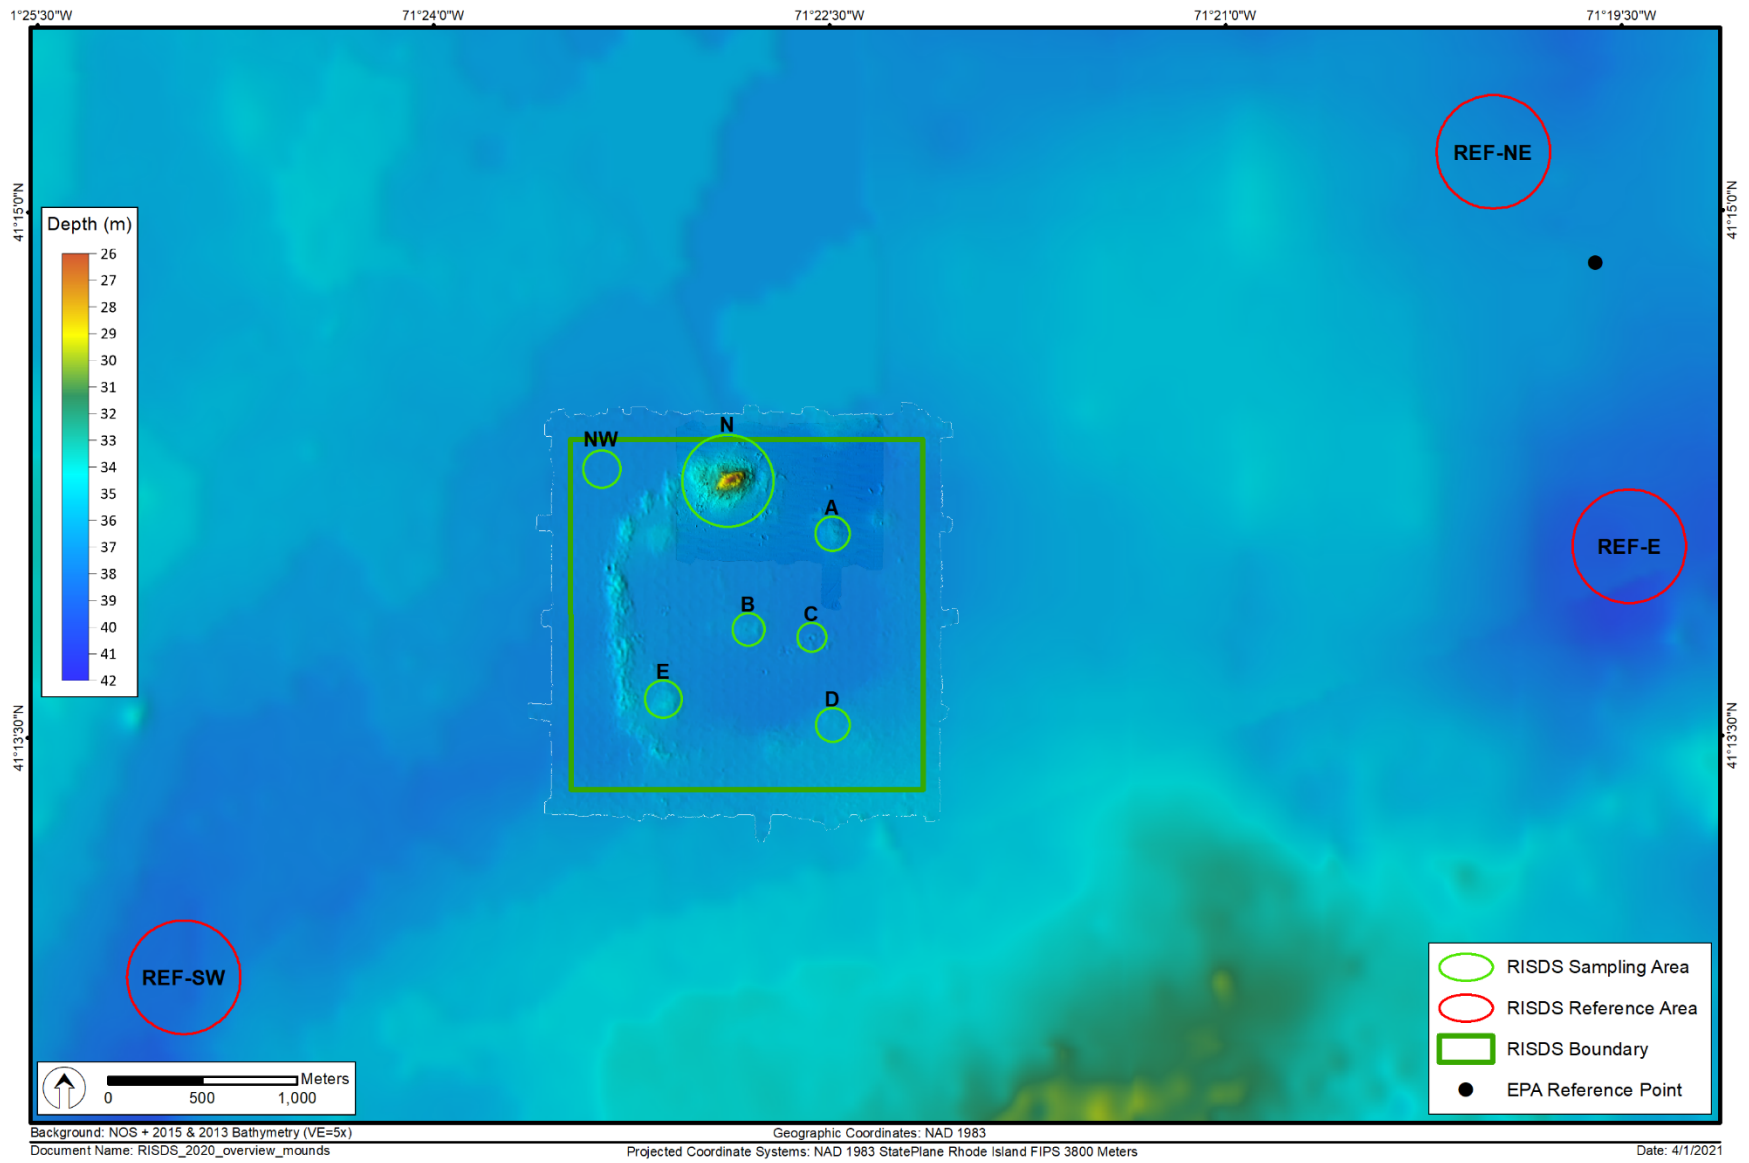 1°25'30"W 71°24'0"W 71°22'30"W 71°21'0"W 71°19'30"W
REF-NE
41°15'0"N 41°15'0"N
Depth (m)
26
27
28
29
30
31
32
33
34
35
36
37
38
39
40
41
42
NW N
A
REF-E
B C
E D
41°13'30"N 41°13'30"N
REF-SW
RISDS Sampling Area
RISDS Reference Area
RISDS Boundary
EPA Reference Point
Meters
0 500 1,000
Background: NOS + 2015 & 2013 Bathymetry (VE=5x) Geographic Coordinates: NAD 1983
Document Name: RISDS_2020_overview_mounds Projected Coordinate Systems: NAD 1983 StatePlane Rhode Island FIPS 3800 Meters Date: 4/1/2021